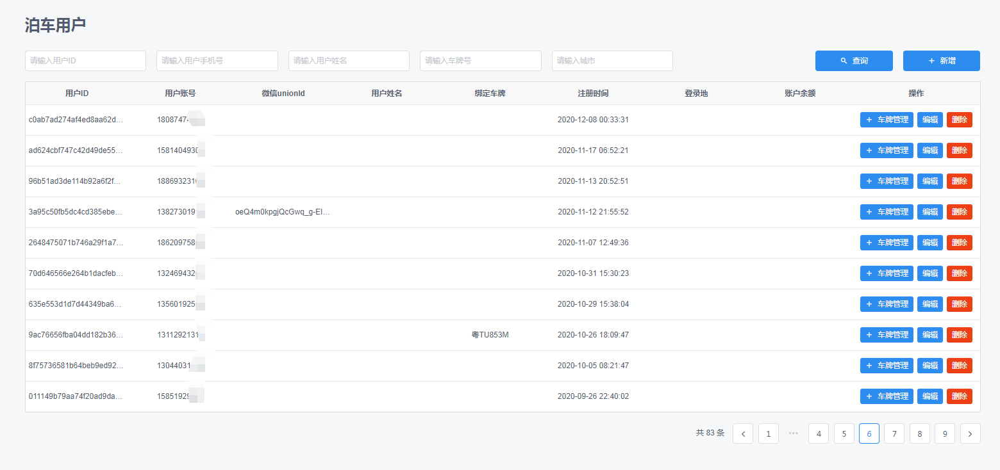 泊车用户
请输入用户ID 请输入用户手机号 请输入用户姓名 请输入车牌号 请输入城市 查询 + 新增
用户ID 用户账号 微信unionId 用户姓名 绑定车牌 注册时间 登录地 账户余额 操作
c0ab7ad274af4ed8aa62d... 1808747 2020-12-08 00:33:31 + 车牌管理 编辑 删除
ad624cbf747c42d49de55... 158140493 2020-11-17 06:52:21 + 车牌管理 编辑 删除
96b51ad3de114b92a6f2f... 18869323 2020-11-13 20:52:51 + 车牌管理 编辑 删除
3a95c50fb5dc4cd385ebe... 138273019 oeQ4m0kpgjQcGwq_g-EI... 2020-11-12 21:55:52 + 车牌管理 编辑 删除
2648475071b746a29f1a7... 186209758 2020-11-07 12:49:36 + 车牌管理 编辑 删除
70d646566e264b1dacfeb... 132469432 2020-10-31 15:30:23 + 车牌管理 编辑 删除
635e553d1d7d44349ba6... 135601925 2020-10-29 15:38:04 + 车牌管理 编辑 删除
9ac76656fba04dd182b36... 1311292131 粤TU853M 2020-10-26 18:09:47 + 车牌管理 编辑 删除
8f75736581b64beb9ed92... 13044031 2020-10-05 08:21:47 + 车牌管理 编辑 删除
011149b79aa74f20ad9da... 1585192 2020-09-26 22:40:02 + 车牌管理 编辑 删除
共 83 条 < 1 ••• 4 5 6 7 8 9 >